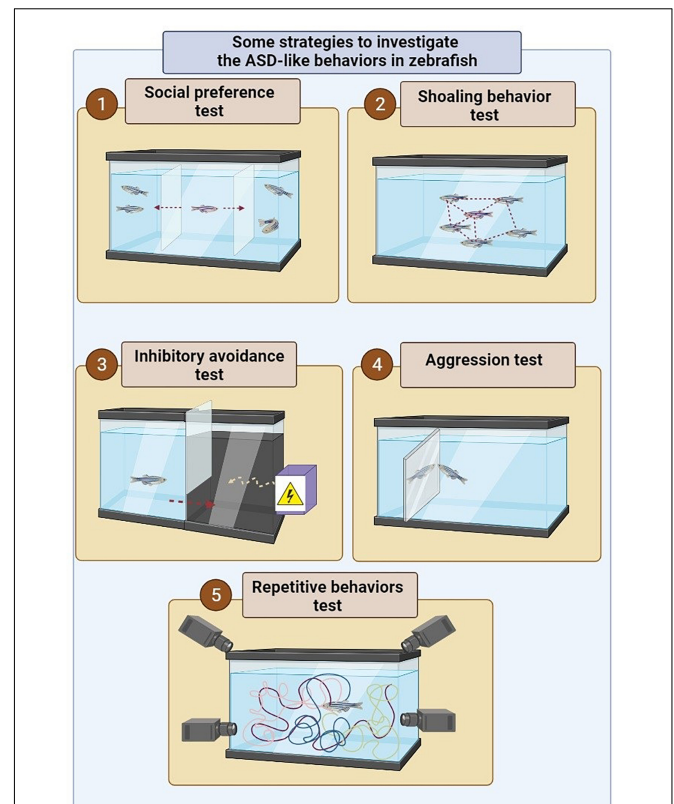 Some strategies to investigate
the ASD-like behaviors in zebrafish
1
Social preference
test
2
Shoaling behavior
test
3
Inhibitory avoidance
test
4
Aggression test
5
Repetitive behaviors
test